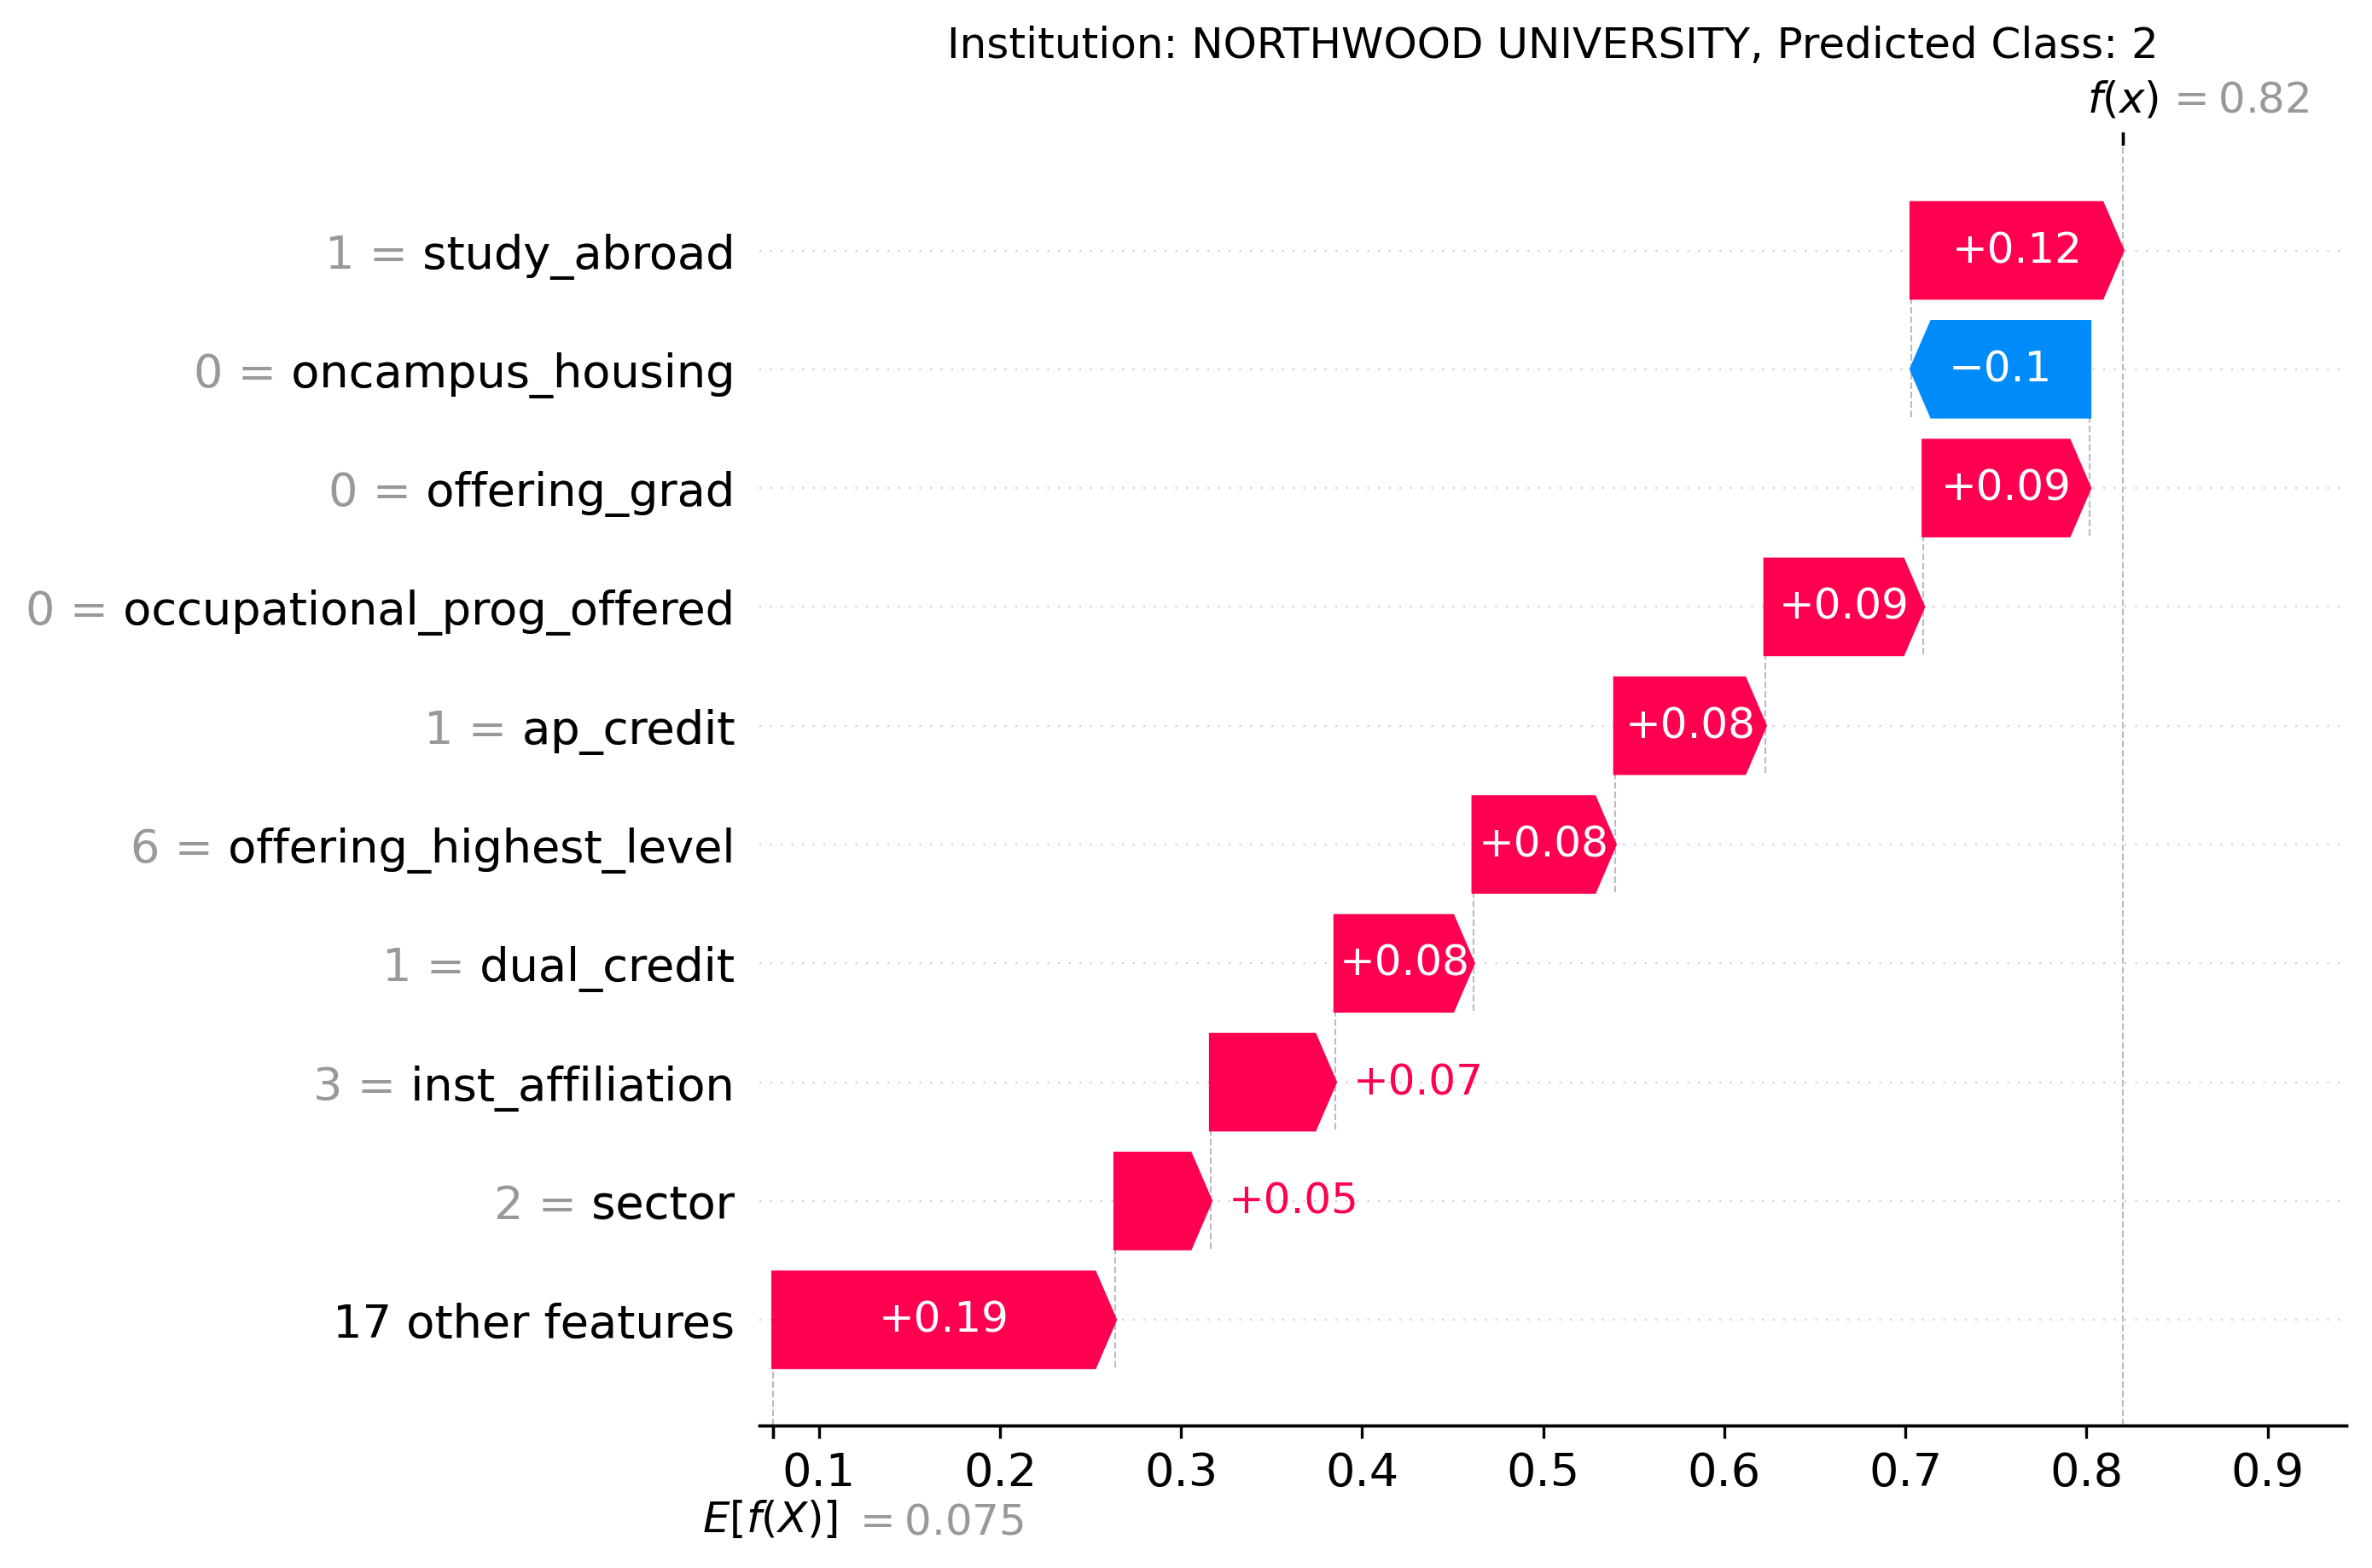 Institution: NORTHWOOD UNIVERSITY, Predicted Class: 2
f(x) = 0.82
1 = study_abroad +0.12
0 = oncampus_housing −0.1
0 = offering_grad +0.09
0 = occupational_prog_offered +0.09
1 = ap_credit +0.08
6 = offering_highest_level +0.08
1 = dual_credit +0.08
3 = inst_affiliation +0.07
2 = sector +0.05
17 other features +0.19
0.1 0.2 0.3 0.4 0.5 0.6 0.7 0.8 0.9
E[f(X)] = 0.075